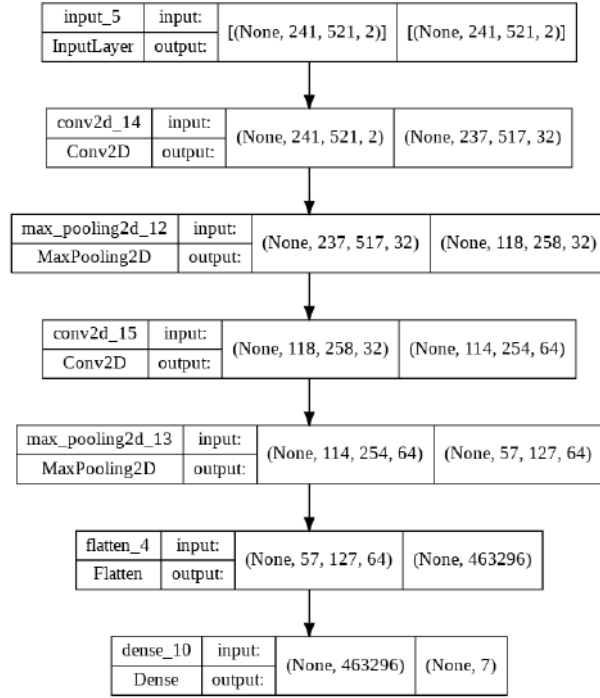 input_5 input: [(None, 241, 521, 2)] [(None, 241, 521, 2)]
InputLayer output:
conv2d_14 input: (None, 241, 521, 2) (None, 237, 517, 32)
Conv2D output:
max_pooling2d_12 input: (None, 237, 517, 32) (None, 118, 258, 32)
MaxPooling2D output:
conv2d_15 input: (None, 118, 258, 32) (None, 114, 254, 64)
Conv2D output:
max_pooling2d_13 input: (None, 114, 254, 64) (None, 57, 127, 64)
MaxPooling2D output:
flatten_4 input: (None, 57, 127, 64) (None, 463296)
Flatten output:
dense_10 input: (None, 463296) (None, 7)
Dense output: